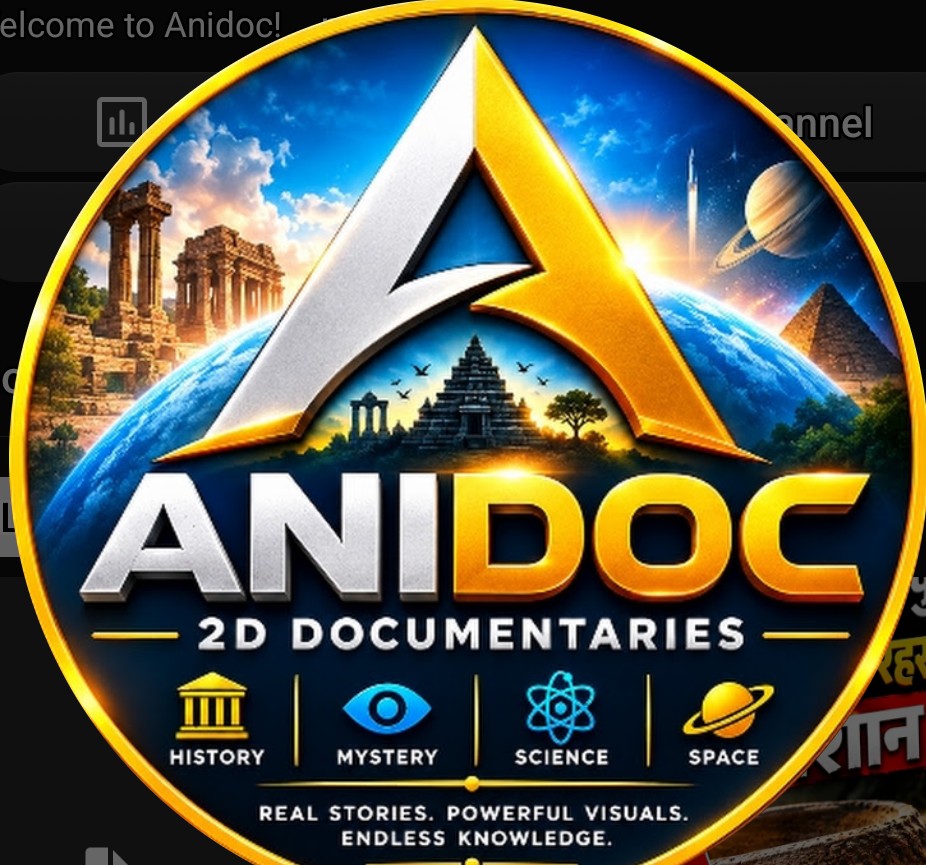 elcome to Anidoc!
annel
ANIDOC
2D DOCUMENTARIES
HISTORY
MYSTERY
SCIENCE
SPACE
REAL STORIES. POWERFUL VISUALS.
ENDLESS KNOWLEDGE.